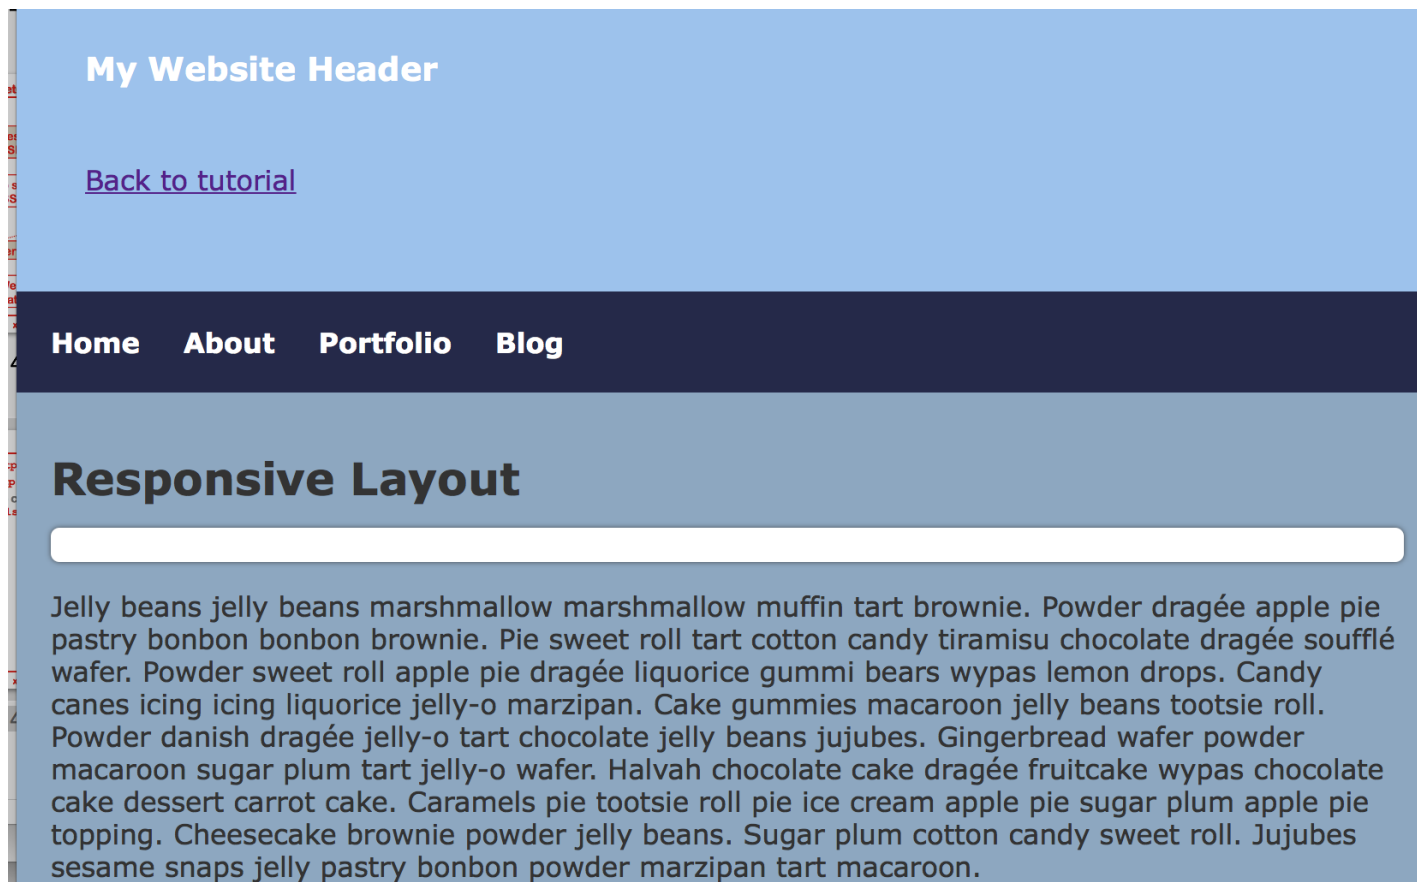 My Website Header
Back to tutorial
Home About Portfolio Blog
Responsive Layout
Jelly beans jelly beans marshmallow marshmallow muffin tart brownie. Powder dragée apple pie
pastry bonbon bonbon brownie. Pie sweet roll tart cotton candy tiramisu chocolate dragée soufflé
wafer. Powder sweet roll apple pie dragée liquorice gummi bears wypas lemon drops. Candy
canes icing icing liquorice jelly-o marzipan. Cake gummies macaroon jelly beans tootsie roll.
Powder danish dragée jelly-o tart chocolate jelly beans jujubes. Gingerbread wafer powder
macaroon sugar plum tart jelly-o wafer. Halvah chocolate cake dragée fruitcake wypas chocolate
cake dessert carrot cake. Caramels pie tootsie roll pie ice cream apple pie sugar plum apple pie
topping. Cheesecake brownie powder jelly beans. Sugar plum cotton candy sweet roll. Jujubes
sesame snaps jelly pastry bonbon powder marzipan tart macaroon.